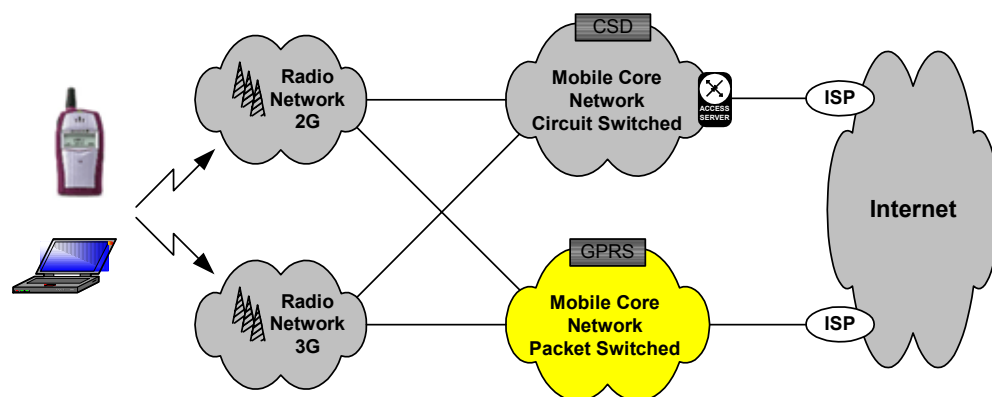 Radio
Network
2G
CSD
Mobile Core
Network
Circuit Switched
ACCESS
SERVER
ISP
Internet
Radio
Network
3G
GPRS
Mobile Core
Network
Packet Switched
ISP